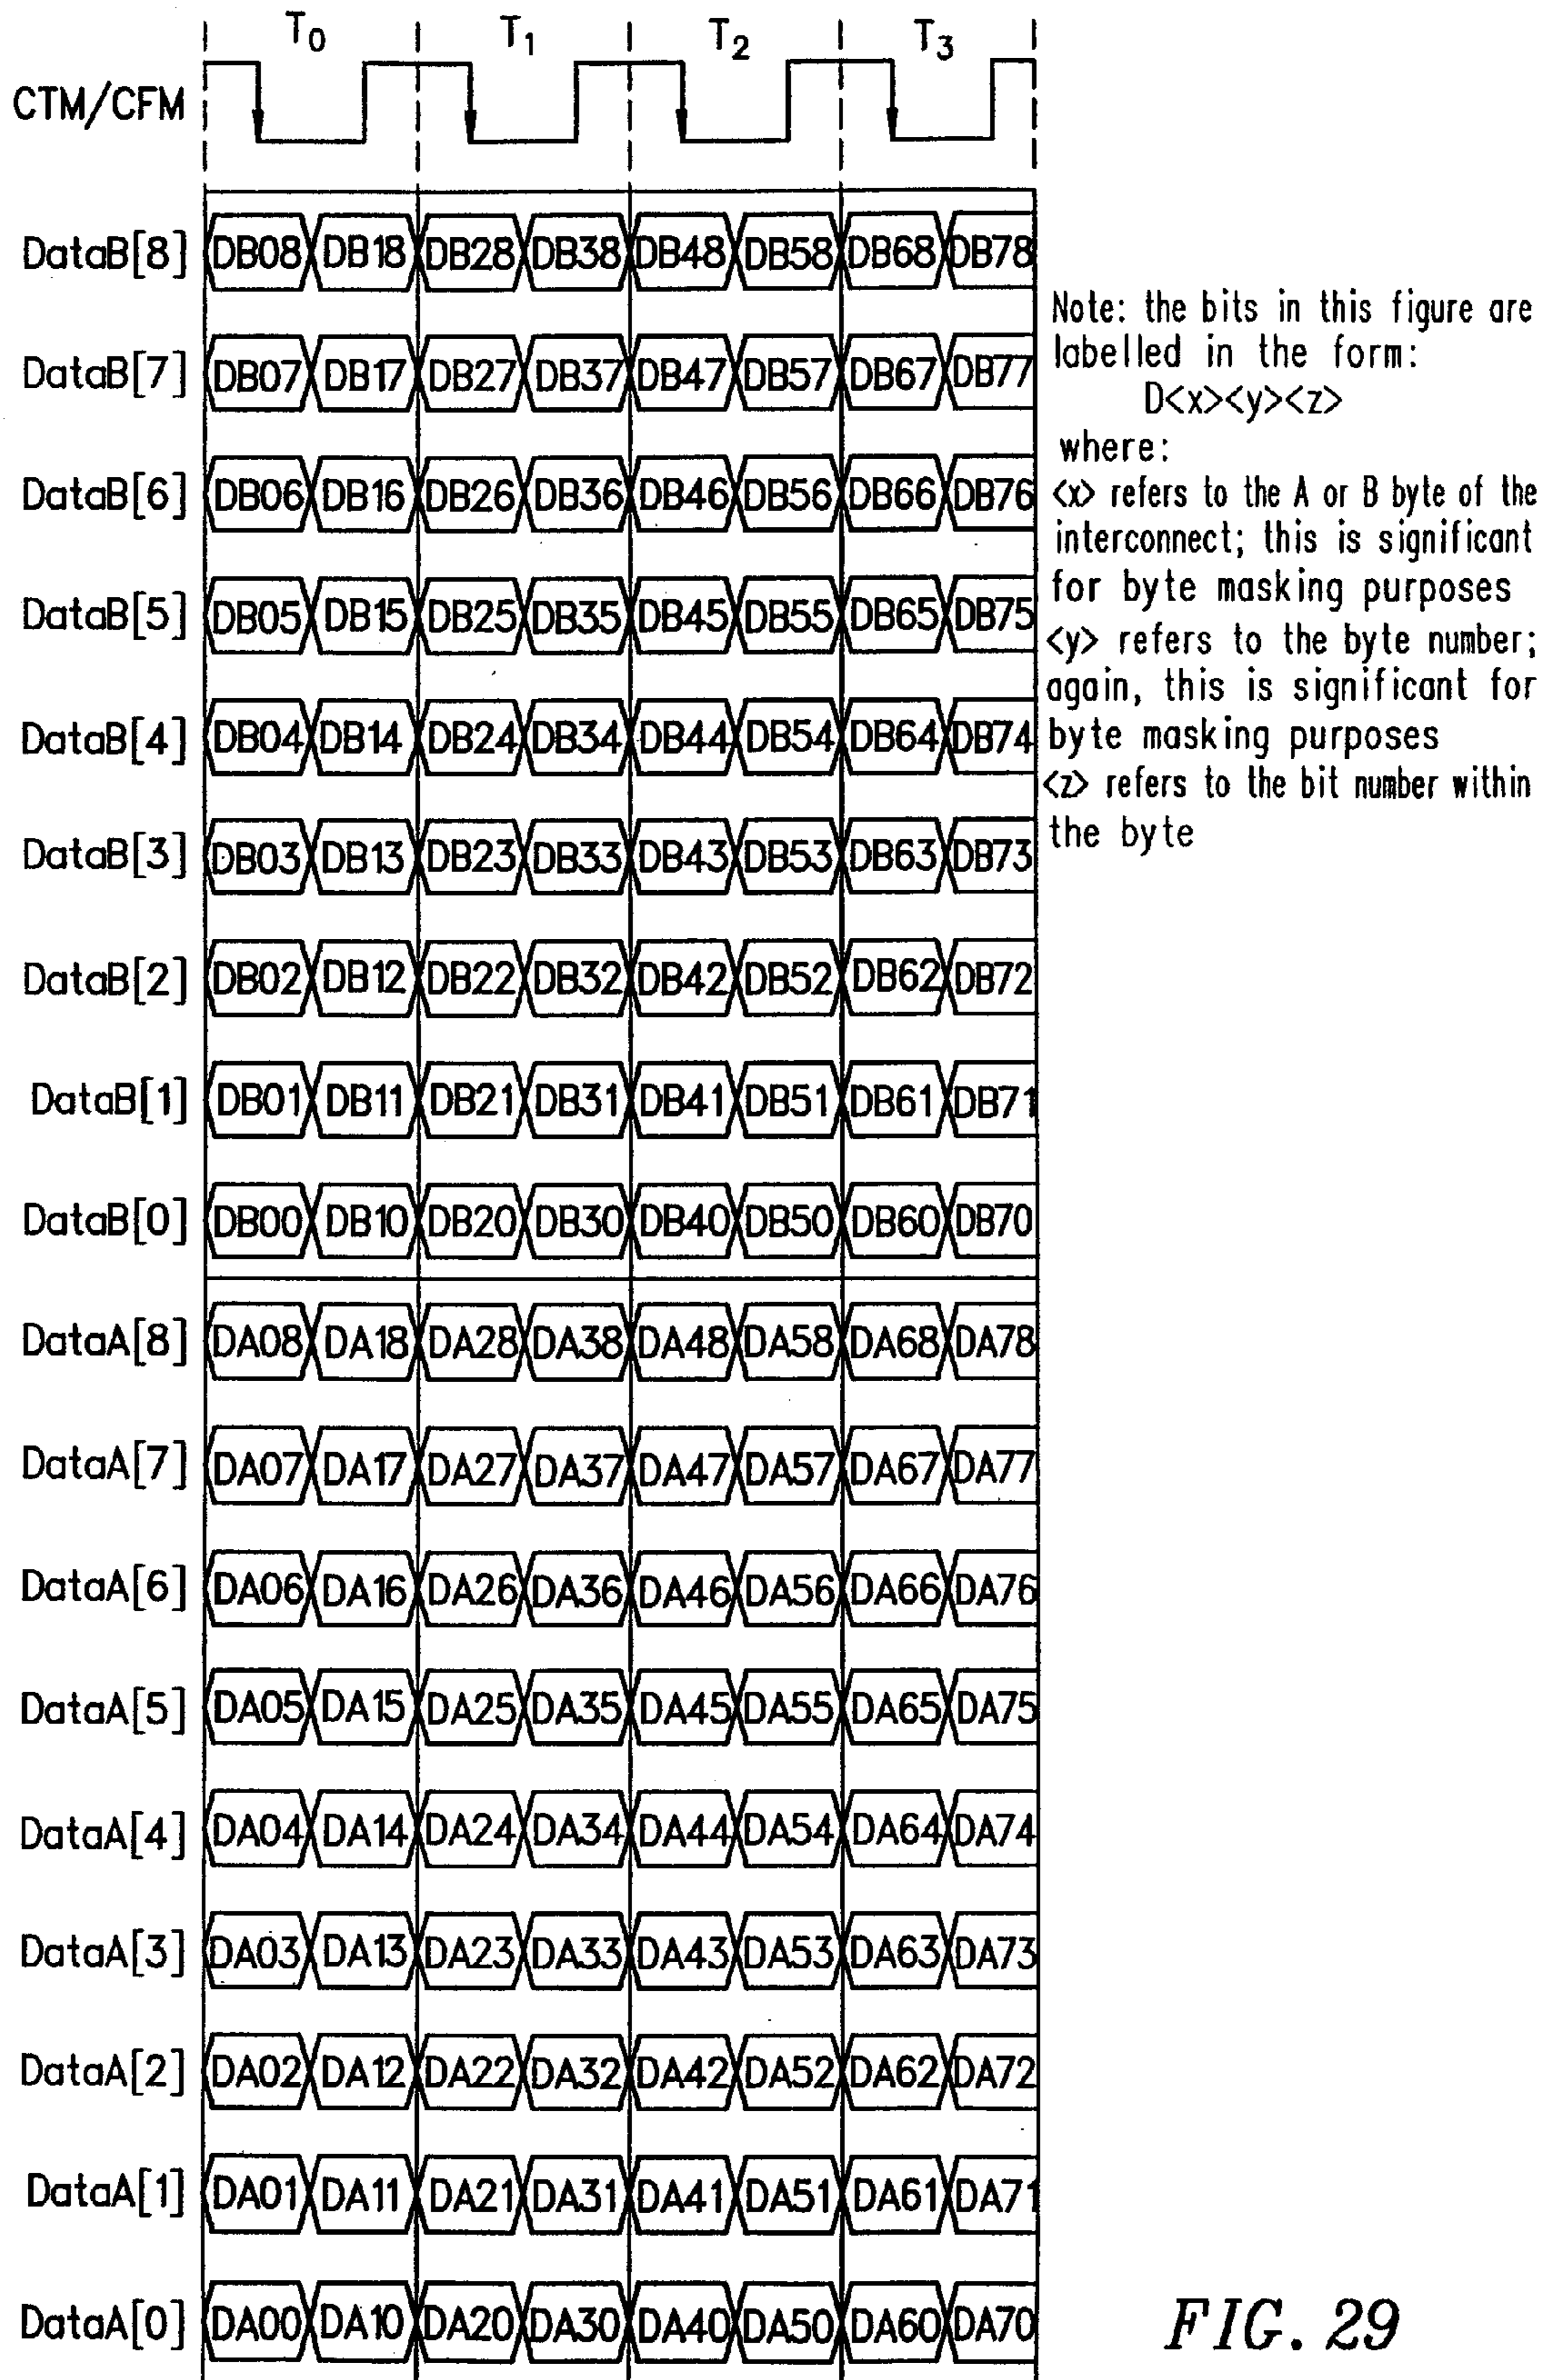 T0 T1 T2 T3
CTM/CFM
DataB[8] DB08 DB18 DB28 DB38 DB48 DB58 DB68 DB78
DataB[7] DB07 DB17 DB27 DB37 DB47 DB57 DB67 DB77
DataB[6] DB06 DB16 DB26 DB36 DB46 DB56 DB66 DB76
DataB[5] DB05 DB15 DB25 DB35 DB45 DB55 DB65 DB75
DataB[4] DB04 DB14 DB24 DB34 DB44 DB54 DB64 DB74
DataB[3] DB03 DB13 DB23 DB33 DB43 DB53 DB63 DB73
DataB[2] DB02 DB12 DB22 DB32 DB42 DB52 DB62 DB72
DataB[1] DB01 DB11 DB21 DB31 DB41 DB51 DB61 DB71
DataB[0] DB00 DB10 DB20 DB30 DB40 DB50 DB60 DB70
DataA[8] DA08 DA18 DA28 DA38 DA48 DA58 DA68 DA78
DataA[7] DA07 DA17 DA27 DA37 DA47 DA57 DA67 DA77
DataA[6] DA06 DA16 DA26 DA36 DA46 DA56 DA66 DA76
DataA[5] DA05 DA15 DA25 DA35 DA45 DA55 DA65 DA75
DataA[4] DA04 DA14 DA24 DA34 DA44 DA54 DA64 DA74
DataA[3] DA03 DA13 DA23 DA33 DA43 DA53 DA63 DA73
DataA[2] DA02 DA12 DA22 DA32 DA42 DA52 DA62 DA72
DataA[1] DA01 DA11 DA21 DA31 DA41 DA51 DA61 DA71
DataA[0] DA00 DA10 DA20 DA30 DA40 DA50 DA60 DA70
Note: the bits in this figure are
labelled in the form:
D<x><y><z>
where:
<x> refers to the A or B byte of the
interconnect; this is significant
for byte masking purposes
<y> refers to the byte number;
again, this is significant for
byte masking purposes
<z> refers to the bit number within
the byte
FIG. 29